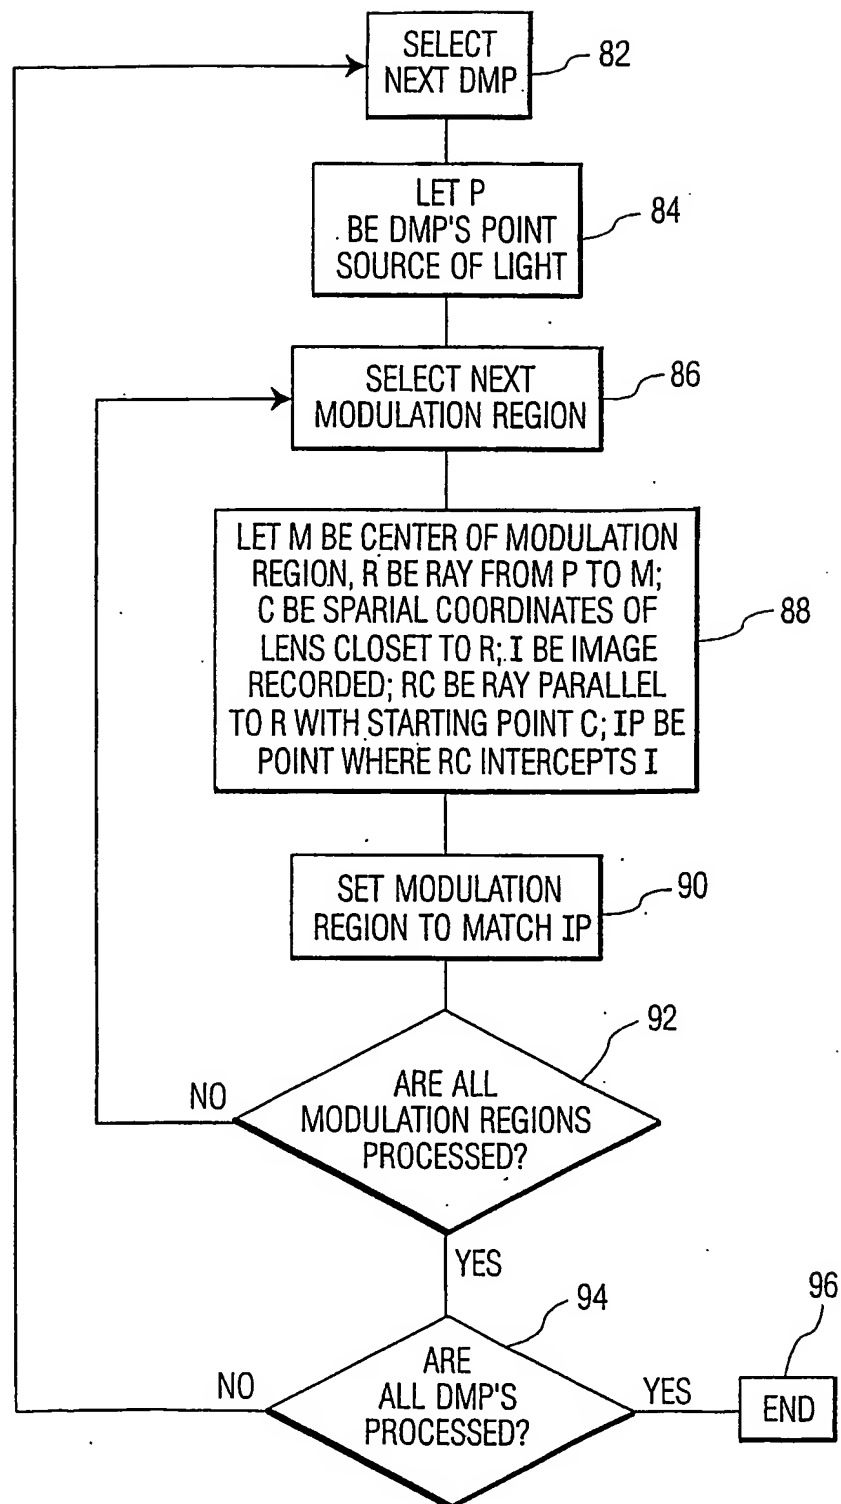 SELECT
NEXT DMP
82
LET P
BE DMP'S POINT
SOURCE OF LIGHT
84
SELECT NEXT
MODULATION REGION
86
LET M BE CENTER OF MODULATION
REGION, R BE RAY FROM P TO M;
C BE SPARIAL COORDINATES OF
LENS CLOSET TO R; I BE IMAGE
RECORDED; RC BE RAY PARALLEL
TO R WITH STARTING POINT C; IP BE
POINT WHERE RC INTERCEPTS I
88
SET MODULATION
REGION TO MATCH IP
90
92
ARE ALL
MODULATION REGIONS
PROCESSED?
NO
YES
94
ARE
ALL DMP'S
PROCESSED?
NO
YES
96
END